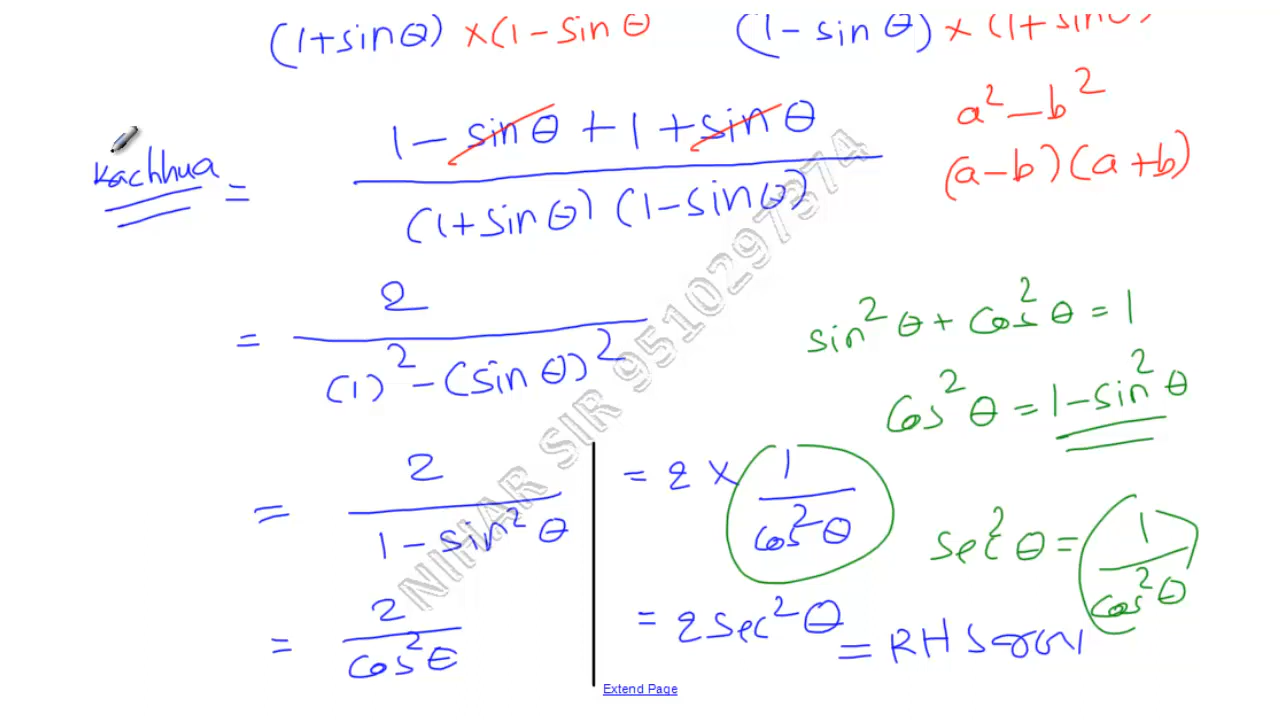 (1+sinθ) ×(1-sinθ (1-sinθ) × (1+sinθ)
1-sinθ+1+sinθ
kachhua = (1+sinθ)(1-sinθ)
a²-b²
(a-b)(a+b)
= 2
(1)²-(sinθ)²
sin²θ+cos²θ=1
cos²θ=1-sin²θ
= 2
1-sin²θ
= 2
cos²θ
= 2 × 1
cos²θ
= 2sec²θ
= RHS
sec²θ= 1
cos²θ
NIHAR SIR 9510297374
Extend Page